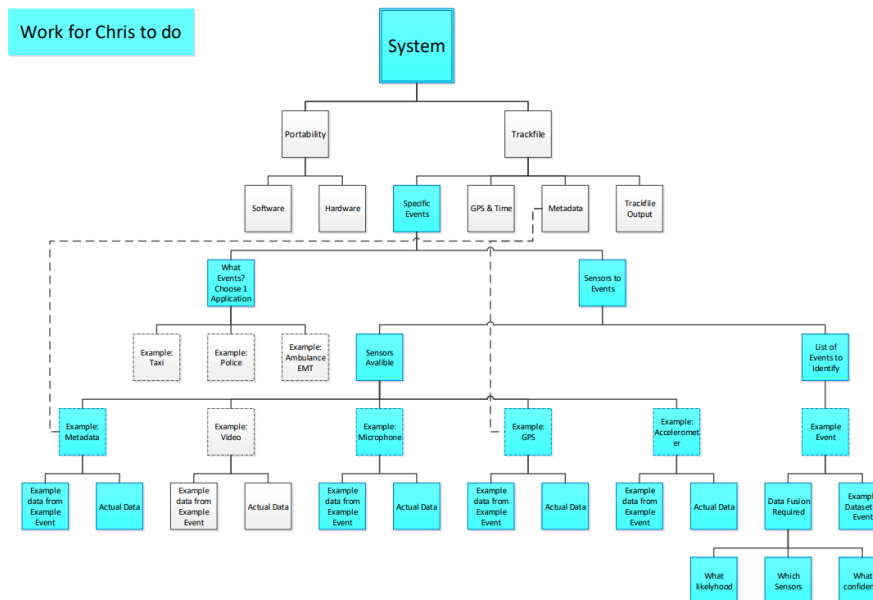 Work for Chris to do
System
Portability
Trackfile
Software
Hardware
Specific
Events
GPS & Time
Metadata
Trackfile
Output
What
Events?
Choose 1
Application
Sensors to
Events
Example:
Taxi
Example:
Police
Example:
Ambulance
EMT
Sensors
Avalible
List of
Events to
Identify
Example:
Metadata
Example:
Video
Example:
Microphone
Example:
GPS
Example:
Acceleromet
er
Example
Event
Example
data from
Example
Event
Actual Data
Example
data from
Example
Event
Actual Data
Example
data from
Example
Event
Actual Data
Example
data from
Example
Event
Actual Data
Example
data from
Example
Event
Actual Data
Data Fusion
Required
Dataset
Event
What
likelyhood
Which
Sensors
What